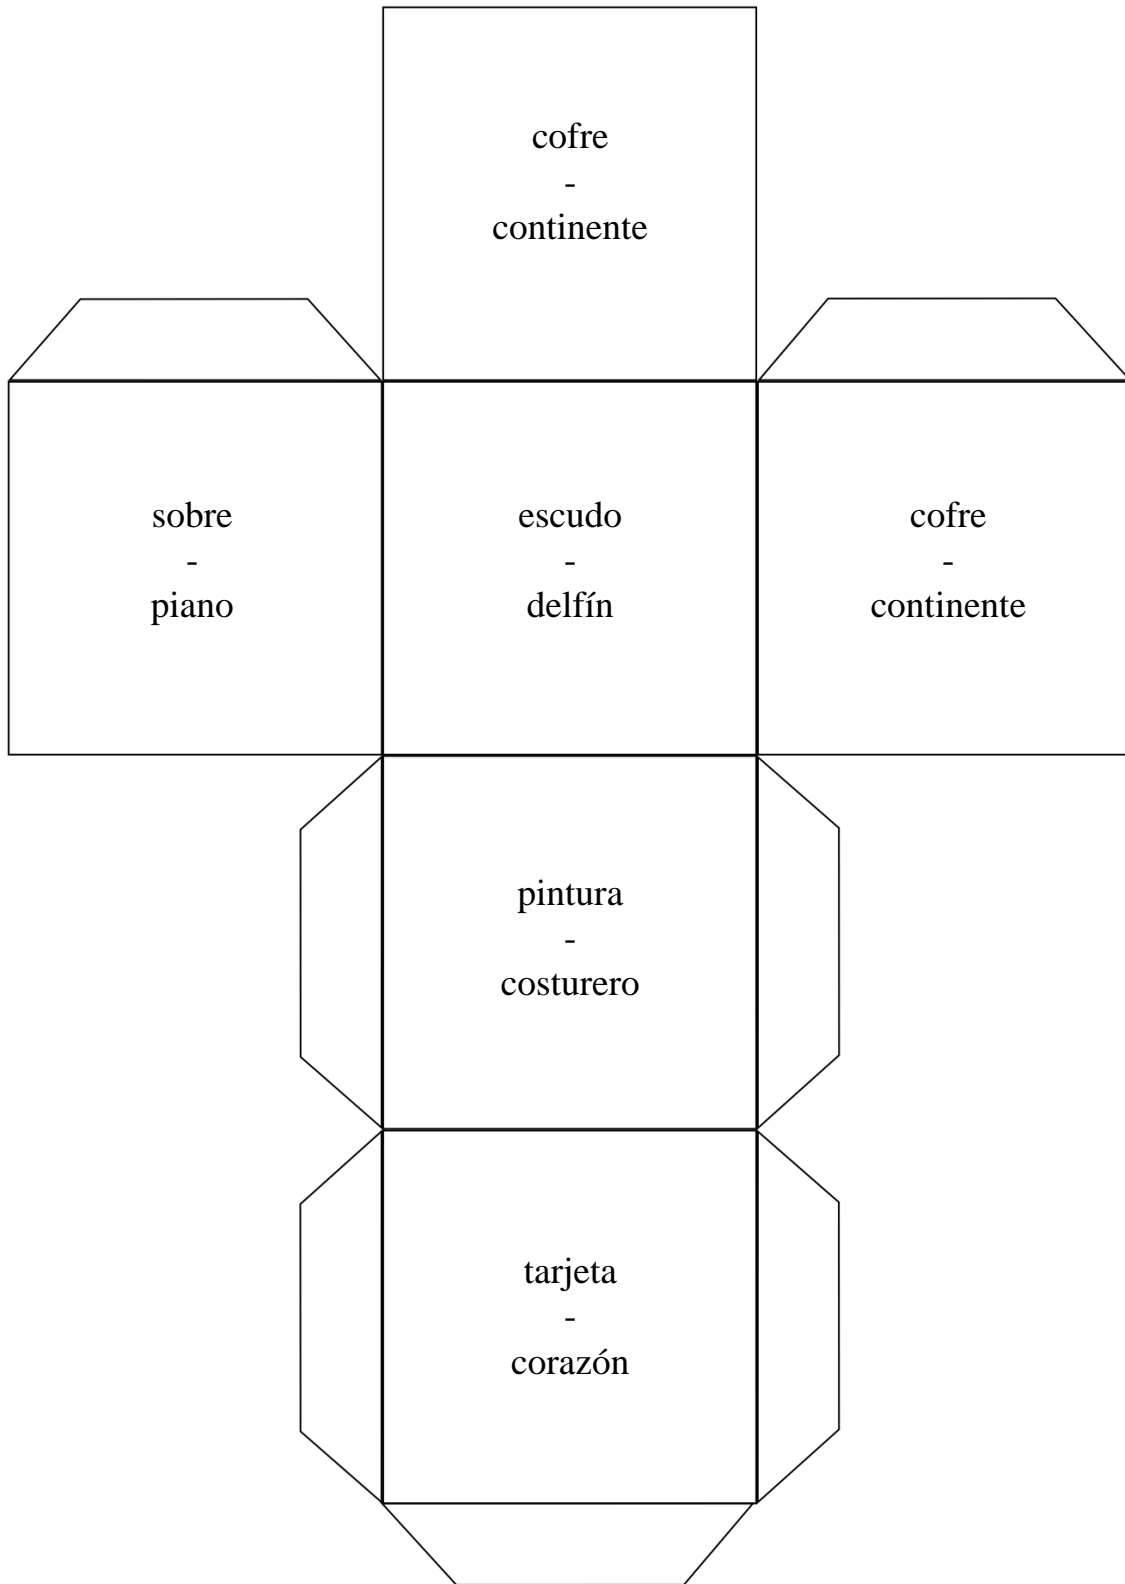 cofre
-
continente
sobre
-
piano
escudo
-
delfín
cofre
-
continente
pintura
-
costurero
tarjeta
-
corazón